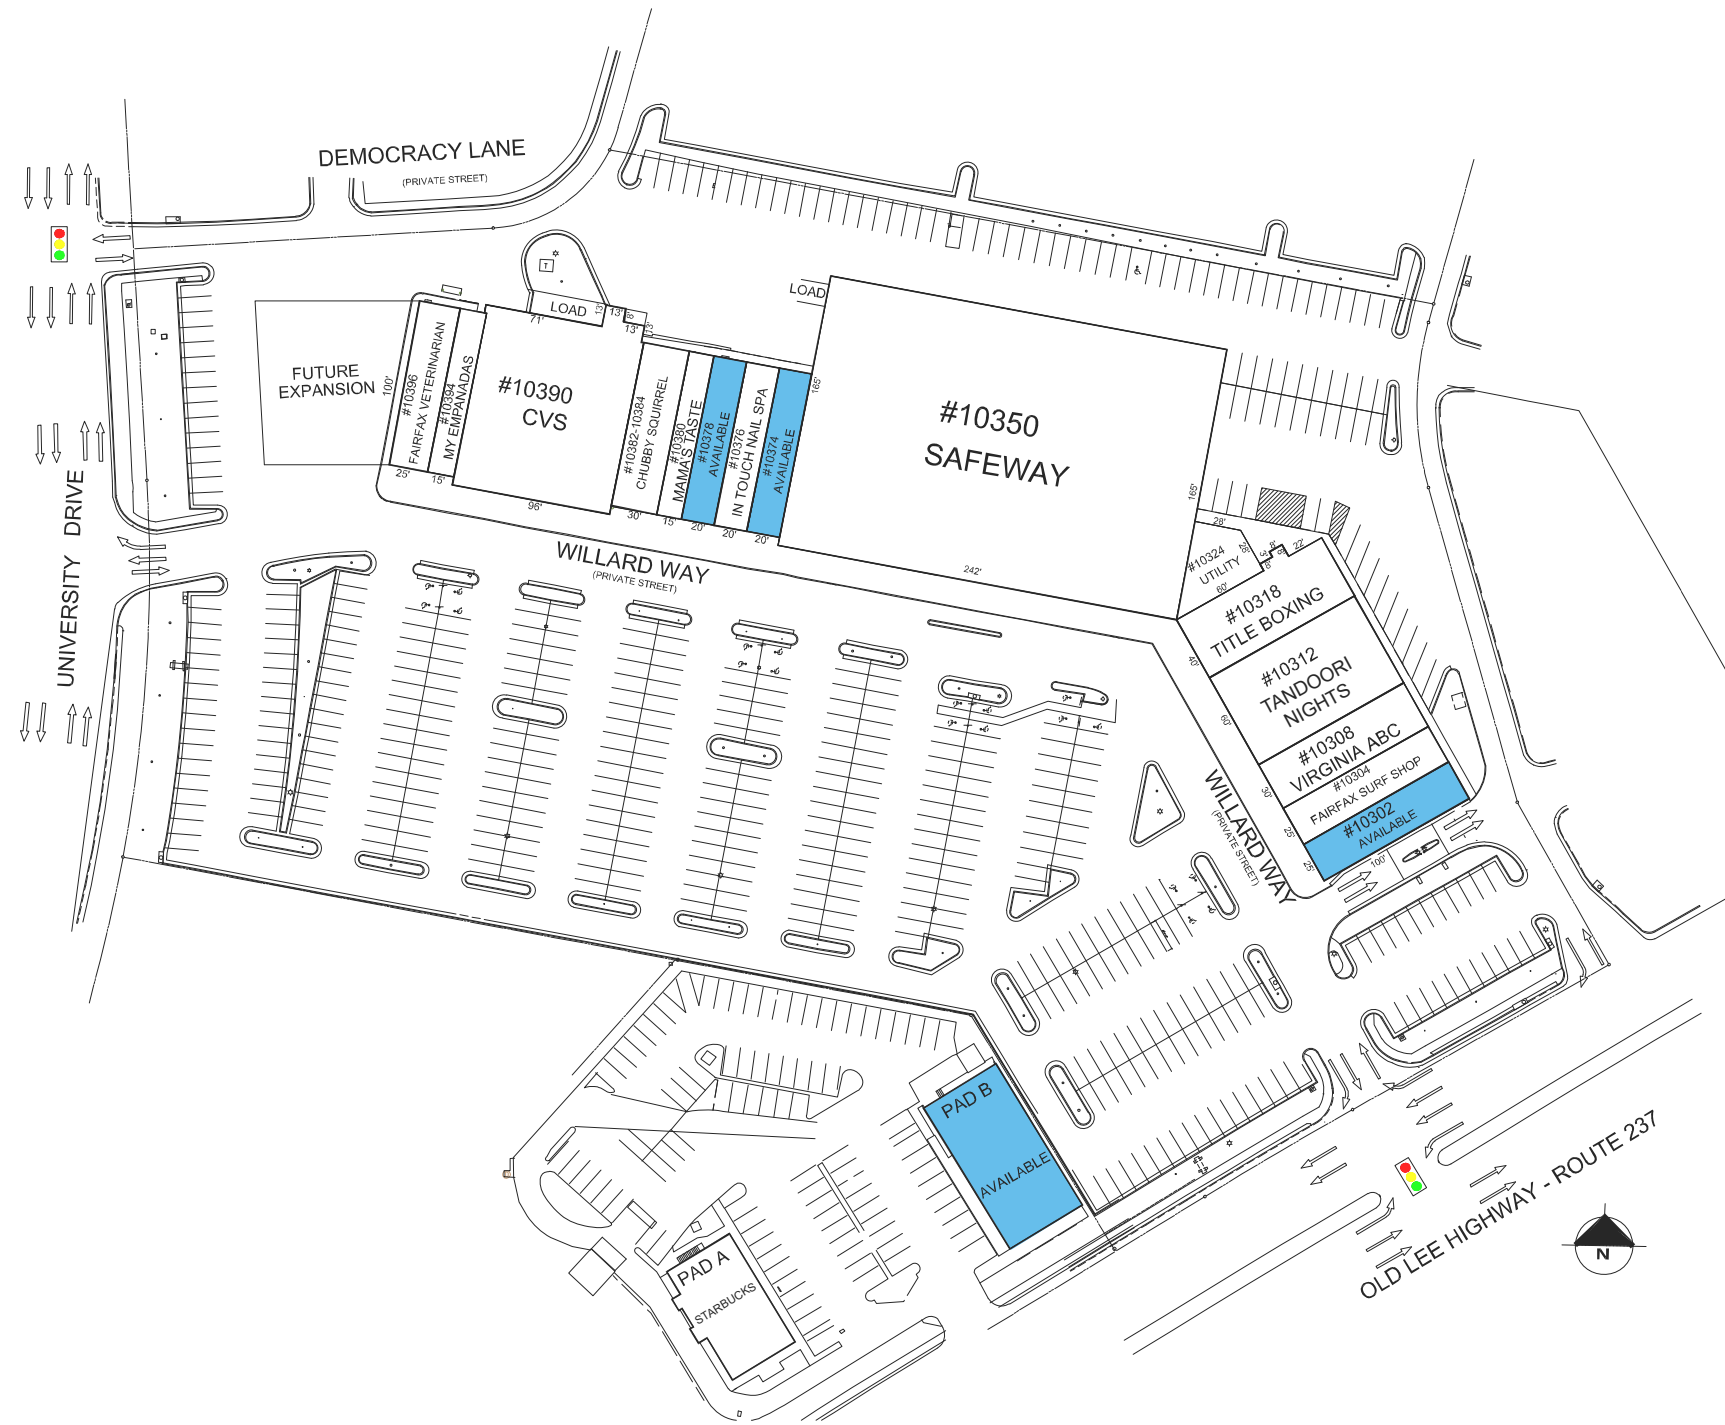 DEMOCRACY LANE
(PRIVATE STREET)
UNIVERSITY DRIVE
FUTURE
EXPANSION
100'
#10396
FAIRFAX VETERINARIAN
25'
#10394
MY EMPANADAS
15'
T
LOAD
71'
13'
13'
8'
13'
13'
#10390
CVS
96'
#10382-10384
CHUBBY SQUIRREL
30'
#10380
MAMA'S TASTE
15'
#10378
AVAILABLE
20'
#10376
IN TOUCH NAIL SPA
20'
#10374
AVAILABLE
20'
LOAD
165'
#10350
SAFEWAY
165'
242'
WILLARD WAY
(PRIVATE STREET)
28'
#10324
UTILITY
28'
60'
22'
#10318
TITLE BOXING
40'
#10312
TANDOORI
NIGHTS
60'
#10308
VIRGINIA ABC
30'
#10304
FAIRFAX SURF SHOP
25'
#10302
AVAILABLE
25'
100'
WILLARD WAY
(PRIVATE STREET)
PAD B
AVAILABLE
PAD A
STARBUCKS
OLD LEE HIGHWAY - ROUTE 237
N